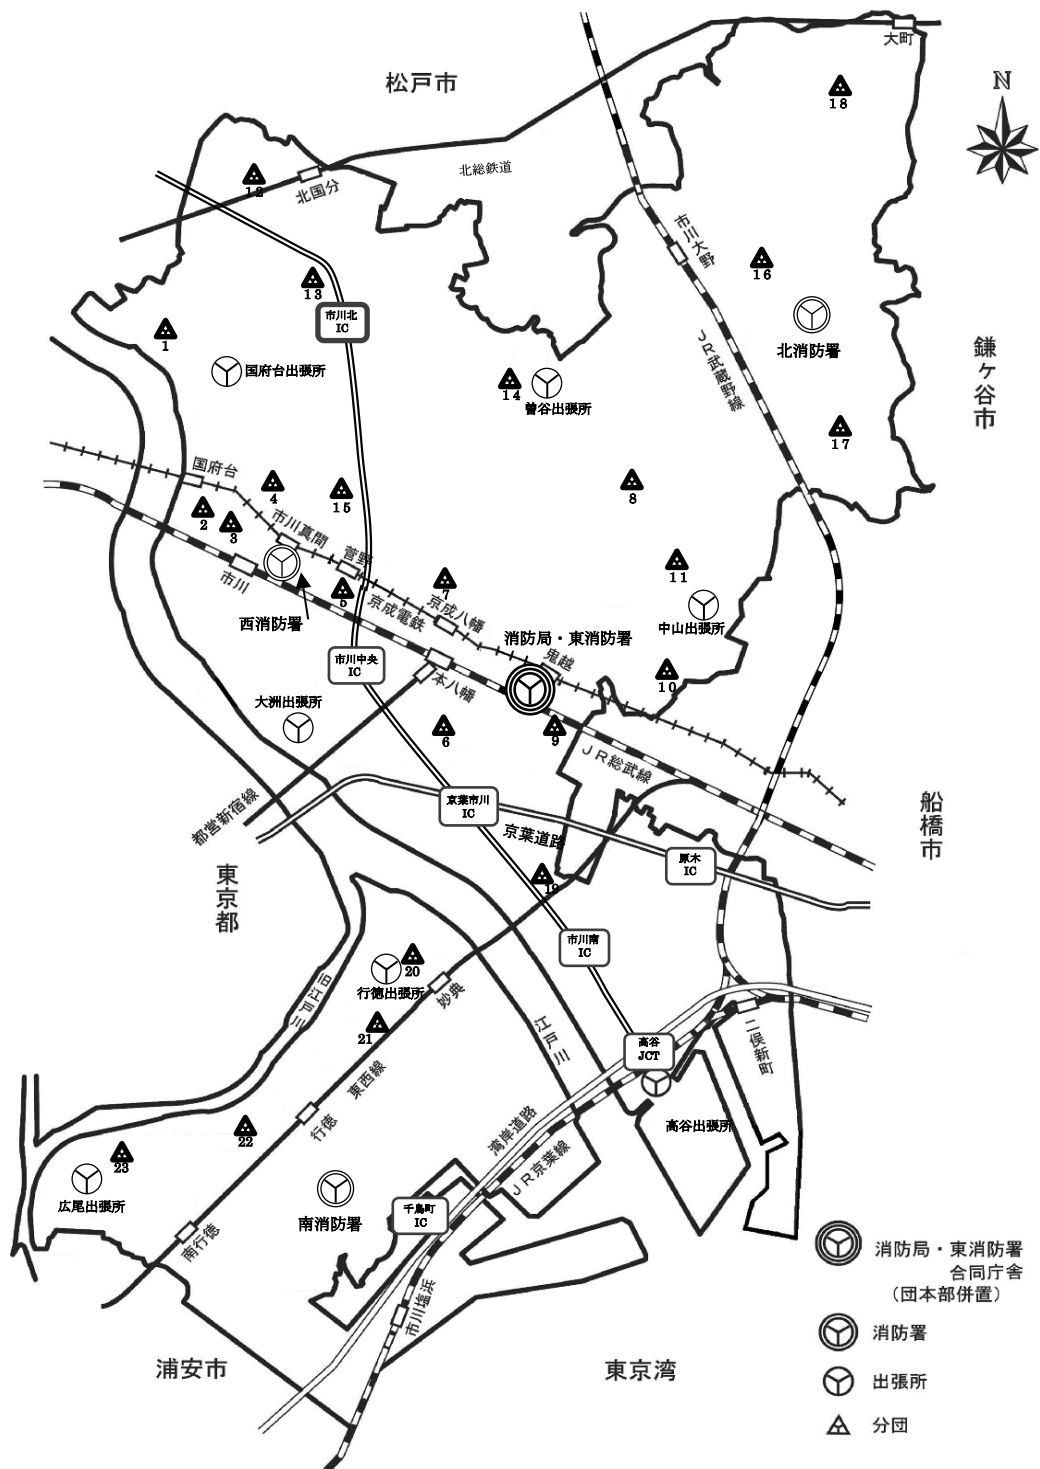 大町
松戸市
N
18
北総鉄道
12
北国分
市川大野
16
13
市川北
IC
1
北消防署
国府台出張所
JR武蔵野線
鎌ヶ谷市
14
曽谷出張所
17
国府台
4
15
8
2
3
市川真間
菅野
市川
11
7
5
京成八幡
京成電鉄
西消防署
中山出張所
消防局・東消防署
鬼越
市川中央
IC
本八幡
10
大洲出張所
6
9
JR総武線
都営新宿線
京葉市川
IC
京葉道路
船橋市
原木
IC
東京都
19
市川南
IC
20
行徳出張所
妙典
旧江戸川
21
江戸川
高谷
JCT
二俣新町
東西線
行徳
22
湾岸道路
高谷出張所
23
JR京葉線
広尾出張所
南消防署
千鳥町
IC
南行徳
市川塩浜
浦安市
東京湾
消防局・東消防署
合同庁舎
(団本部併置)
消防署
出張所
分団